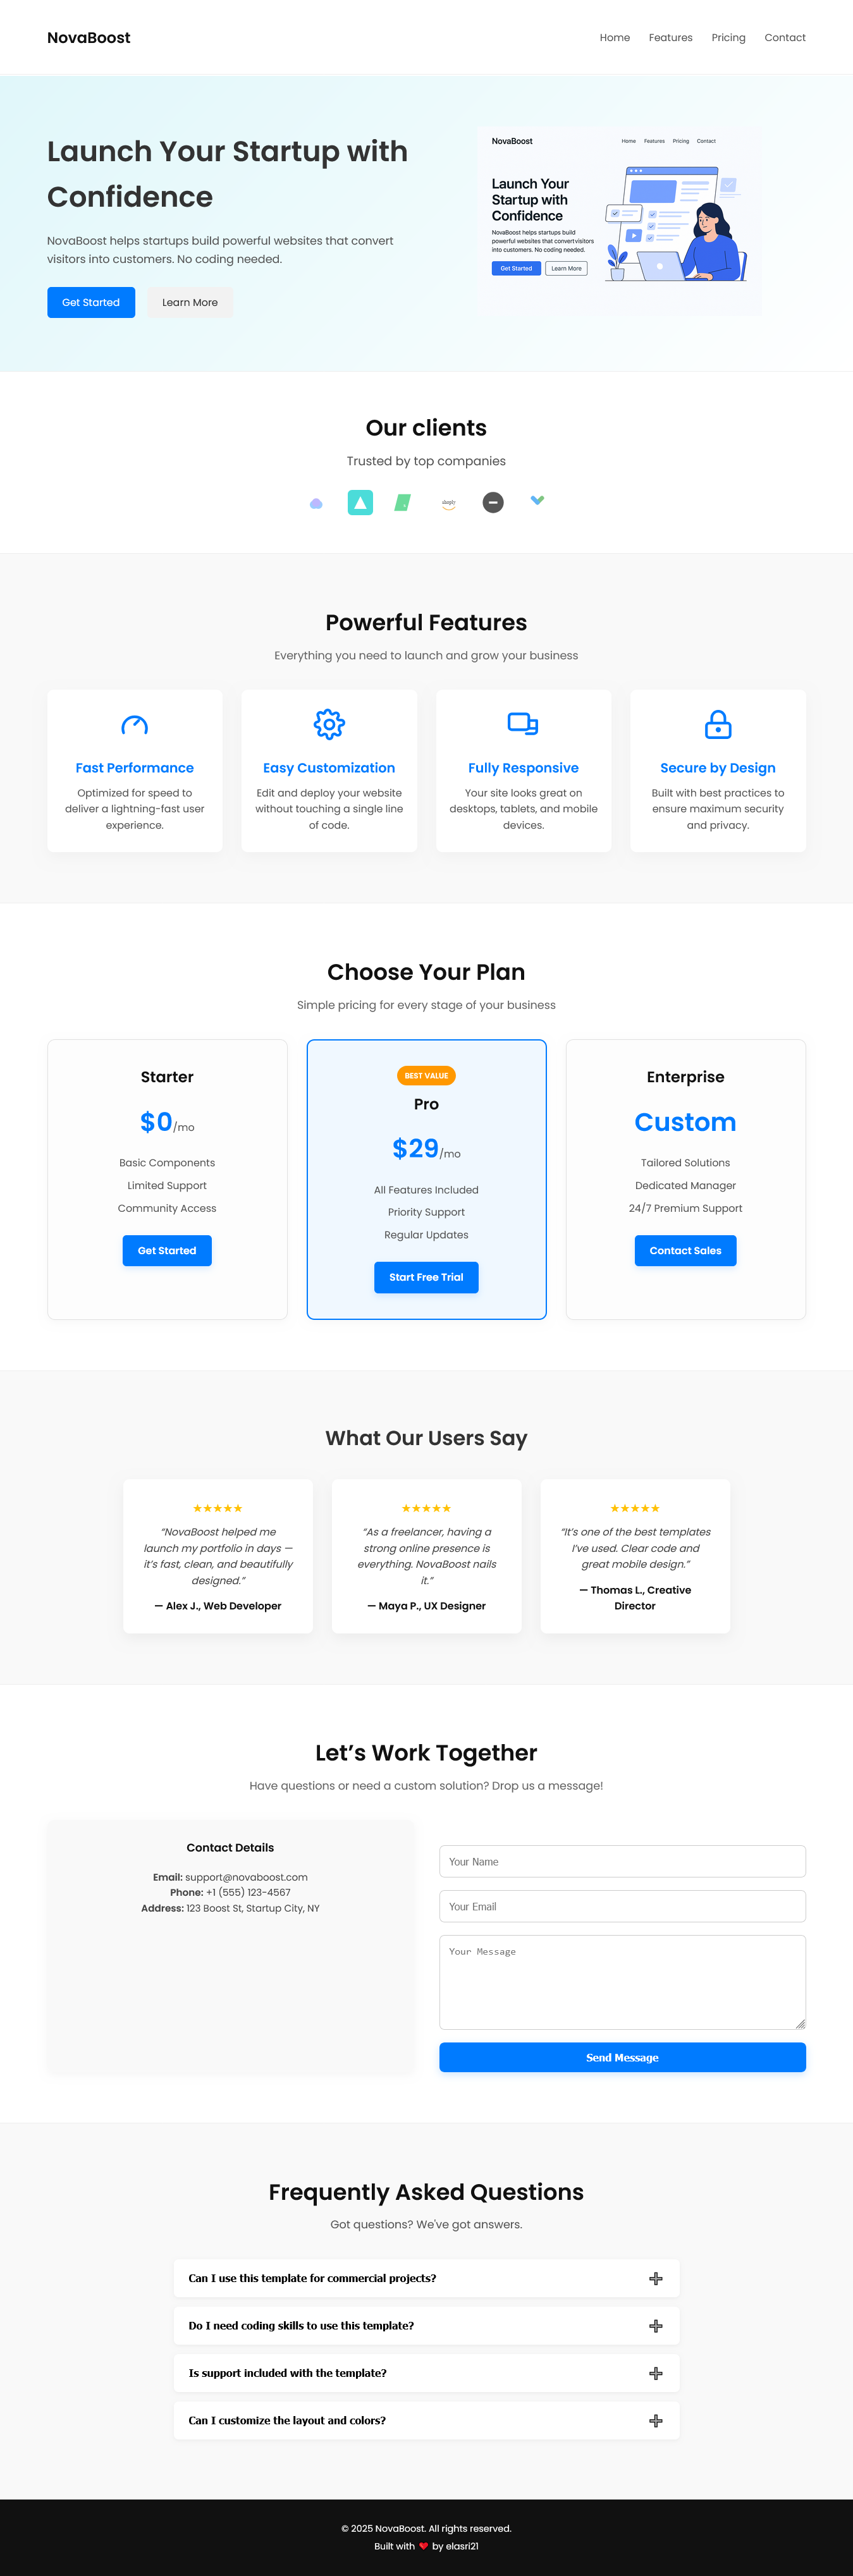 NovaBoost
Home Features Pricing Contact
Launch Your Startup with
Confidence
NovaBoost helps startups build powerful websites that convert
visitors into customers. No coding needed.
Get Started Learn More
NovaBoost
Home Features Pricing Contact
Launch Your
Startup with
Confidence
NovaBoost helps startups build
powerful websites that convertvisitors
into customers. No coding needed.
Get Started Learn More
Our clients
Trusted by top companies
Powerful Features
Everything you need to launch and grow your business
Fast Performance
Optimized for speed to
deliver a lightning-fast user
experience.
Easy Customization
Edit and deploy your website
without touching a single line
of code.
Fully Responsive
Your site looks great on
desktops, tablets, and mobile
devices.
Secure by Design
Built with best practices to
ensure maximum security
and privacy.
Choose Your Plan
Simple pricing for every stage of your business
Starter
$0/mo
Basic Components
Limited Support
Community Access
Get Started
BEST VALUE
Pro
$29/mo
All Features Included
Priority Support
Regular Updates
Start Free Trial
Enterprise
Custom
Tailored Solutions
Dedicated Manager
24/7 Premium Support
Contact Sales
What Our Users Say
★★★★★
“NovaBoost helped me
launch my portfolio in days —
it’s fast, clean, and beautifully
designed.”
— Alex J., Web Developer
★★★★★
“As a freelancer, having a
strong online presence is
everything. NovaBoost nails
it.”
— Maya P., UX Designer
★★★★★
“It’s one of the best templates
I’ve used. Clear code and
great mobile design.”
— Thomas L., Creative
Director
Let’s Work Together
Have questions or need a custom solution? Drop us a message!
Contact Details
Email: support@novaboost.com
Phone: +1 (555) 123-4567
Address: 123 Boost St, Startup City, NY
Your Name
Your Email
Your Message
Send Message
Frequently Asked Questions
Got questions? We've got answers.
Can I use this template for commercial projects?
Do I need coding skills to use this template?
Is support included with the template?
Can I customize the layout and colors?
© 2025 NovaBoost. All rights reserved.
Built with ❤ by elasri21